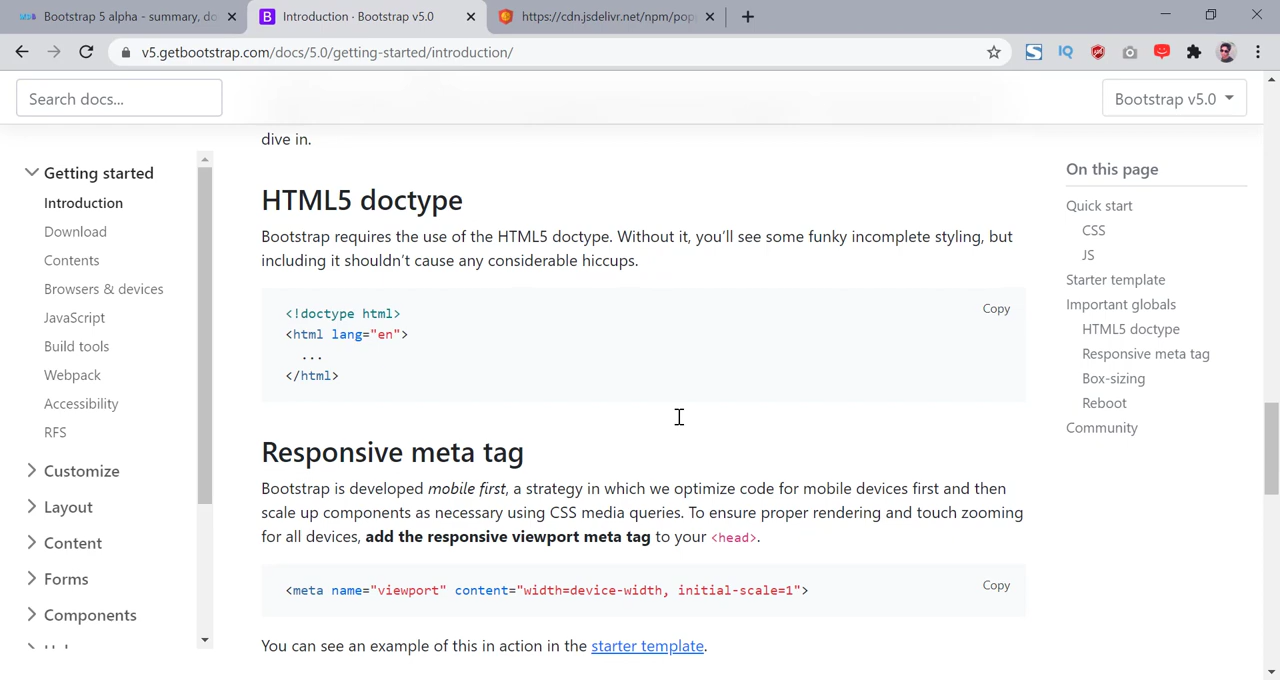 Bootstrap 5 alpha - summary, do
Introduction · Bootstrap v5.0
https://cdn.jsdelivr.net/npm/pop
v5.getbootstrap.com/docs/5.0/getting-started/introduction/
Search docs...
Bootstrap v5.0
Getting started
Introduction
Download
Contents
Browsers & devices
JavaScript
Build tools
Webpack
Accessibility
RFS
Customize
Layout
Content
Forms
Components
dive in.
HTML5 doctype
Bootstrap requires the use of the HTML5 doctype. Without it, you’ll see some funky incomplete styling, but
including it shouldn’t cause any considerable hiccups.
Copy
<!doctype html>
<html lang="en">
...
</html>
Responsive meta tag
Bootstrap is developed mobile first, a strategy in which we optimize code for mobile devices first and then
scale up components as necessary using CSS media queries. To ensure proper rendering and touch zooming
for all devices, add the responsive viewport meta tag to your <head>.
Copy
<meta name="viewport" content="width=device-width, initial-scale=1">
You can see an example of this in action in the starter template.
On this page
Quick start
CSS
JS
Starter template
Important globals
HTML5 doctype
Responsive meta tag
Box-sizing
Reboot
Community